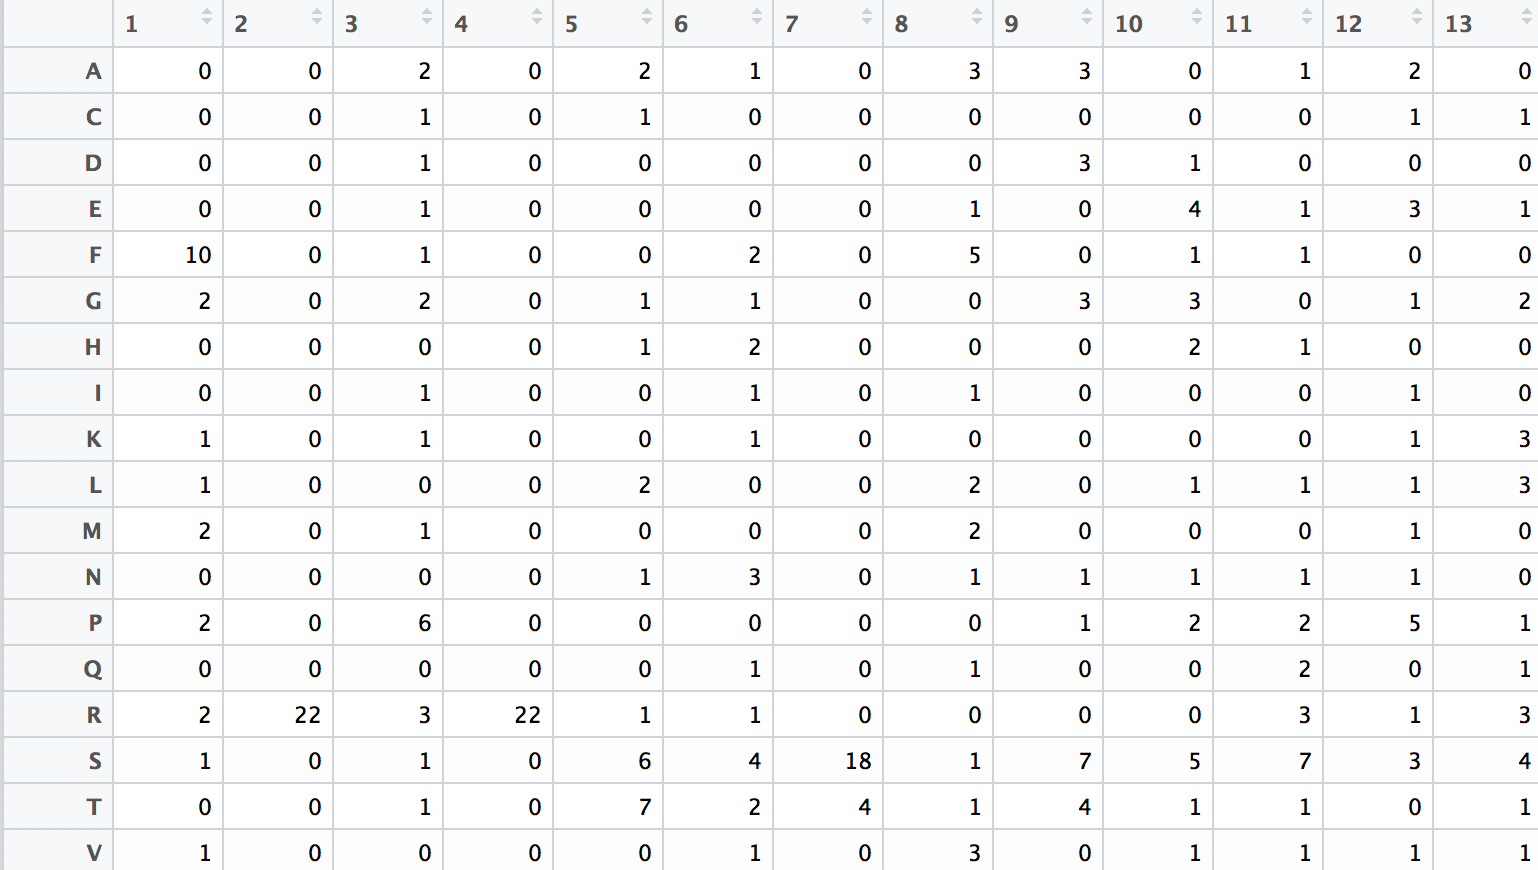 1 2 3 4 5 6 7 8 9 10 11 12 13
A 0 0 2 0 2 1 0 3 3 0 1 2 0
C 0 0 1 0 1 0 0 0 0 0 0 1 1
D 0 0 1 0 0 0 0 0 3 1 0 0 0
E 0 0 1 0 0 0 0 1 0 4 1 3 1
F 10 0 1 0 0 2 0 5 0 1 1 0 0
G 2 0 2 0 1 1 0 0 3 3 0 1 2
H 0 0 0 0 1 2 0 0 0 2 1 0 0
I 0 0 1 0 0 1 0 1 0 0 0 1 0
K 1 0 1 0 0 1 0 0 0 0 0 1 3
L 1 0 0 0 2 0 0 2 0 1 1 1 3
M 2 0 1 0 0 0 0 2 0 0 0 1 0
N 0 0 0 0 1 3 0 1 1 1 1 1 0
P 2 0 6 0 0 0 0 0 1 2 2 5 1
Q 0 0 0 0 0 1 0 1 0 0 2 0 1
R 2 22 3 22 1 1 0 0 0 0 3 1 3
S 1 0 1 0 6 4 18 1 7 5 7 3 4
T 0 0 1 0 7 2 4 1 4 1 1 0 1
V 1 0 0 0 0 1 0 3 0 1 1 1 1